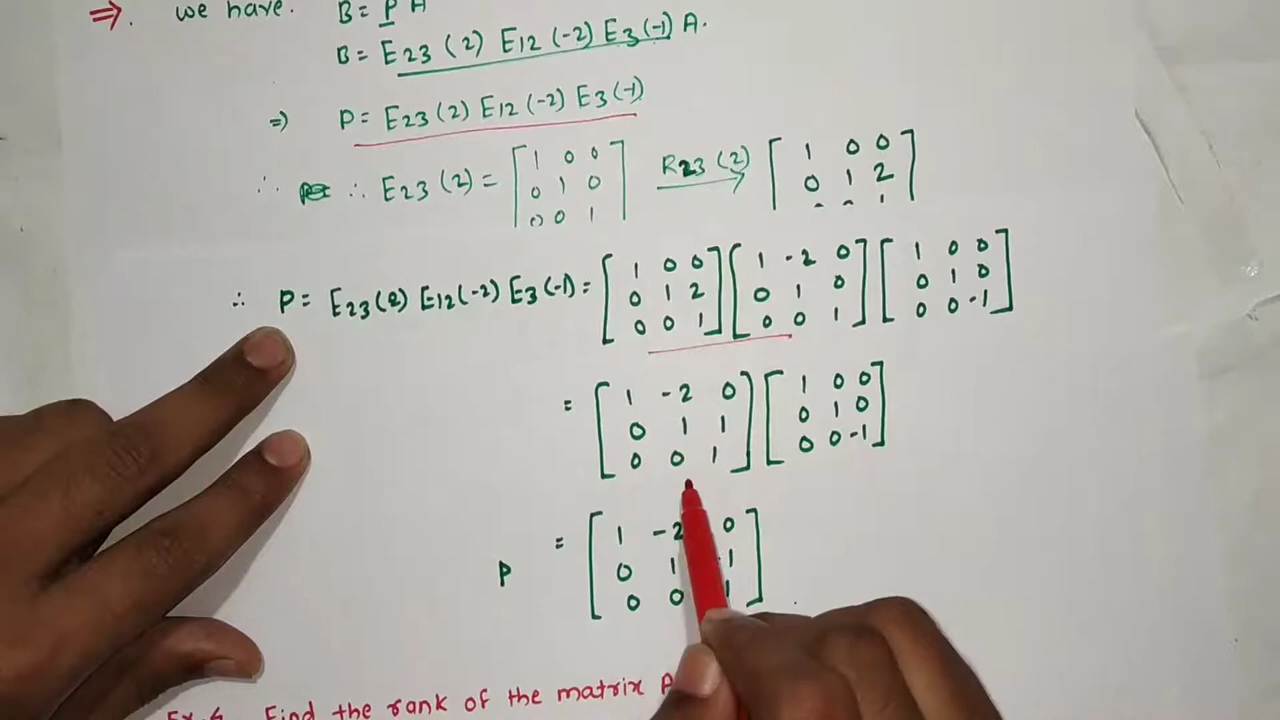 ⇒. we have. B = P A
B = E23 (2) E12 (-2) E3 (-1) A.
⇒ P = E23 (2) E12 (-2) E3 (-1)
∴ ∴ E23 (2) = [ 1 0 0 R23 (2) [ 1 0 0 ]
0 1 0 0 1 2
0 0 1 ]
∴ P = E23 (2) E12 (-2) E3 (-1) = [ 1 0 0 ] [ 1 -2 0 ] [ 1 0 0 ]
0 1 2 0 1 0 0 1 0
0 0 1 0 0 1 0 0 -1
= [ 1 -2 0 ] [ 1 0 0 ]
0 1 1 0 1 0
0 0 1 0 0 -1
P = [ 1 -2 0 ]
0 1 -1
0 0
Find the rank of the matrix A